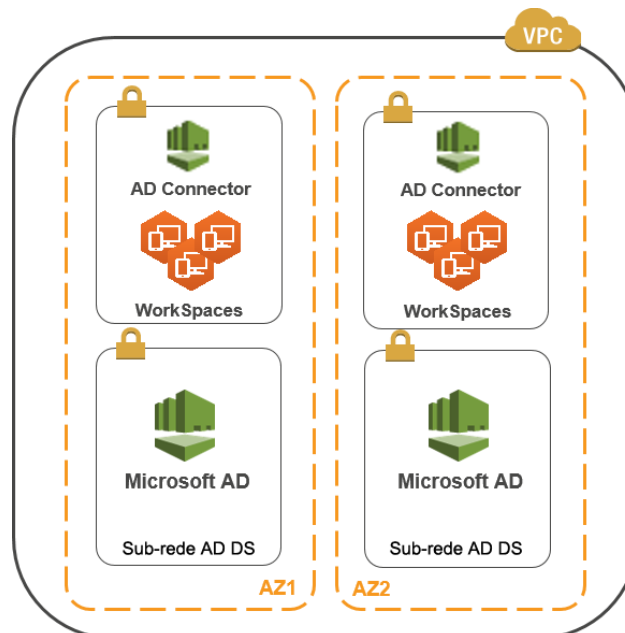 VPC
AD Connector
WorkSpaces
Microsoft AD
Sub-rede AD DS
AZ1
AD Connector
WorkSpaces
Microsoft AD
Sub-rede AD DS
AZ2